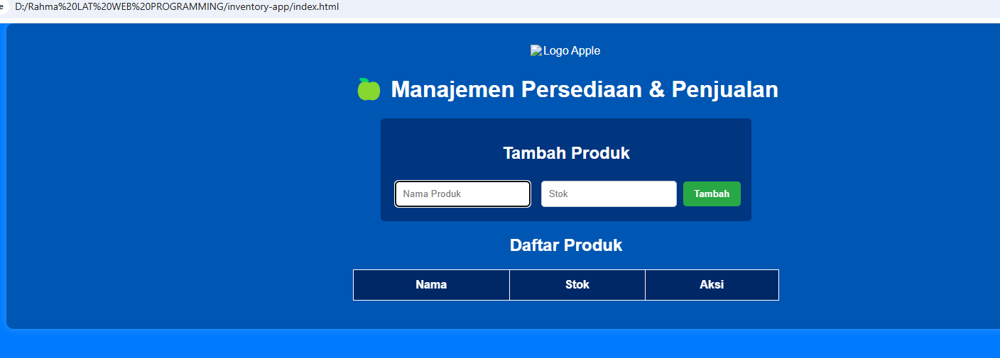 D:/Rahma%20LAT%20WEB%20PROGRAMMING/inventory-app/index.html
Logo Apple
🍏 Manajemen Persediaan & Penjualan
Tambah Produk
Nama Produk Stok Tambah
Daftar Produk
Nama Stok Aksi